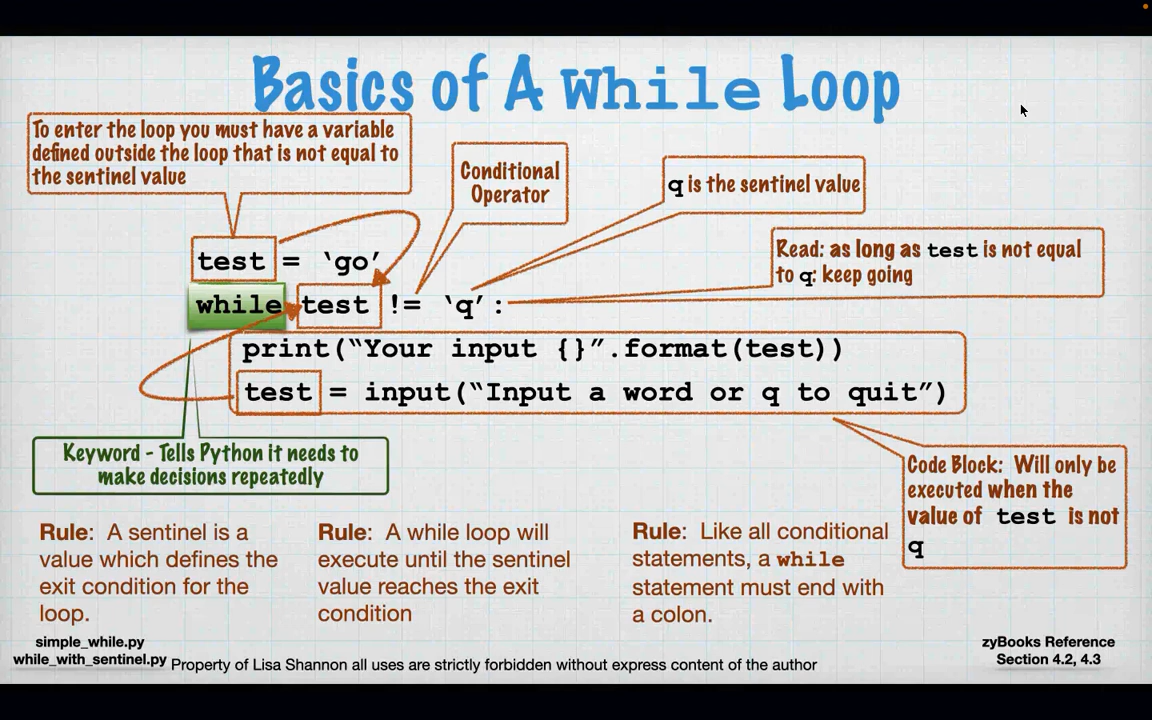 Basics of A While Loop
To enter the loop you must have a variable
defined outside the loop that is not equal to
the sentinel value
Conditional
Operator
q is the sentinel value
Read: as long as test is not equal
to q: keep going
test = ‘go’
while test != ‘q’:
print(“Your input {}”.format(test))
test = input(“Input a word or q to quit”)
Keyword - Tells Python it needs to
make decisions repeatedly
Code Block: Will only be
executed when the
value of test is not
q
Rule: A sentinel is a
value which defines the
exit condition for the
loop.
Rule: A while loop will
execute until the sentinel
value reaches the exit
condition
Rule: Like all conditional
statements, a while
statement must end with
a colon.
simple_while.py
while_with_sentinel.py
Property of Lisa Shannon all uses are strictly forbidden without express content of the author
zyBooks Reference
Section 4.2, 4.3